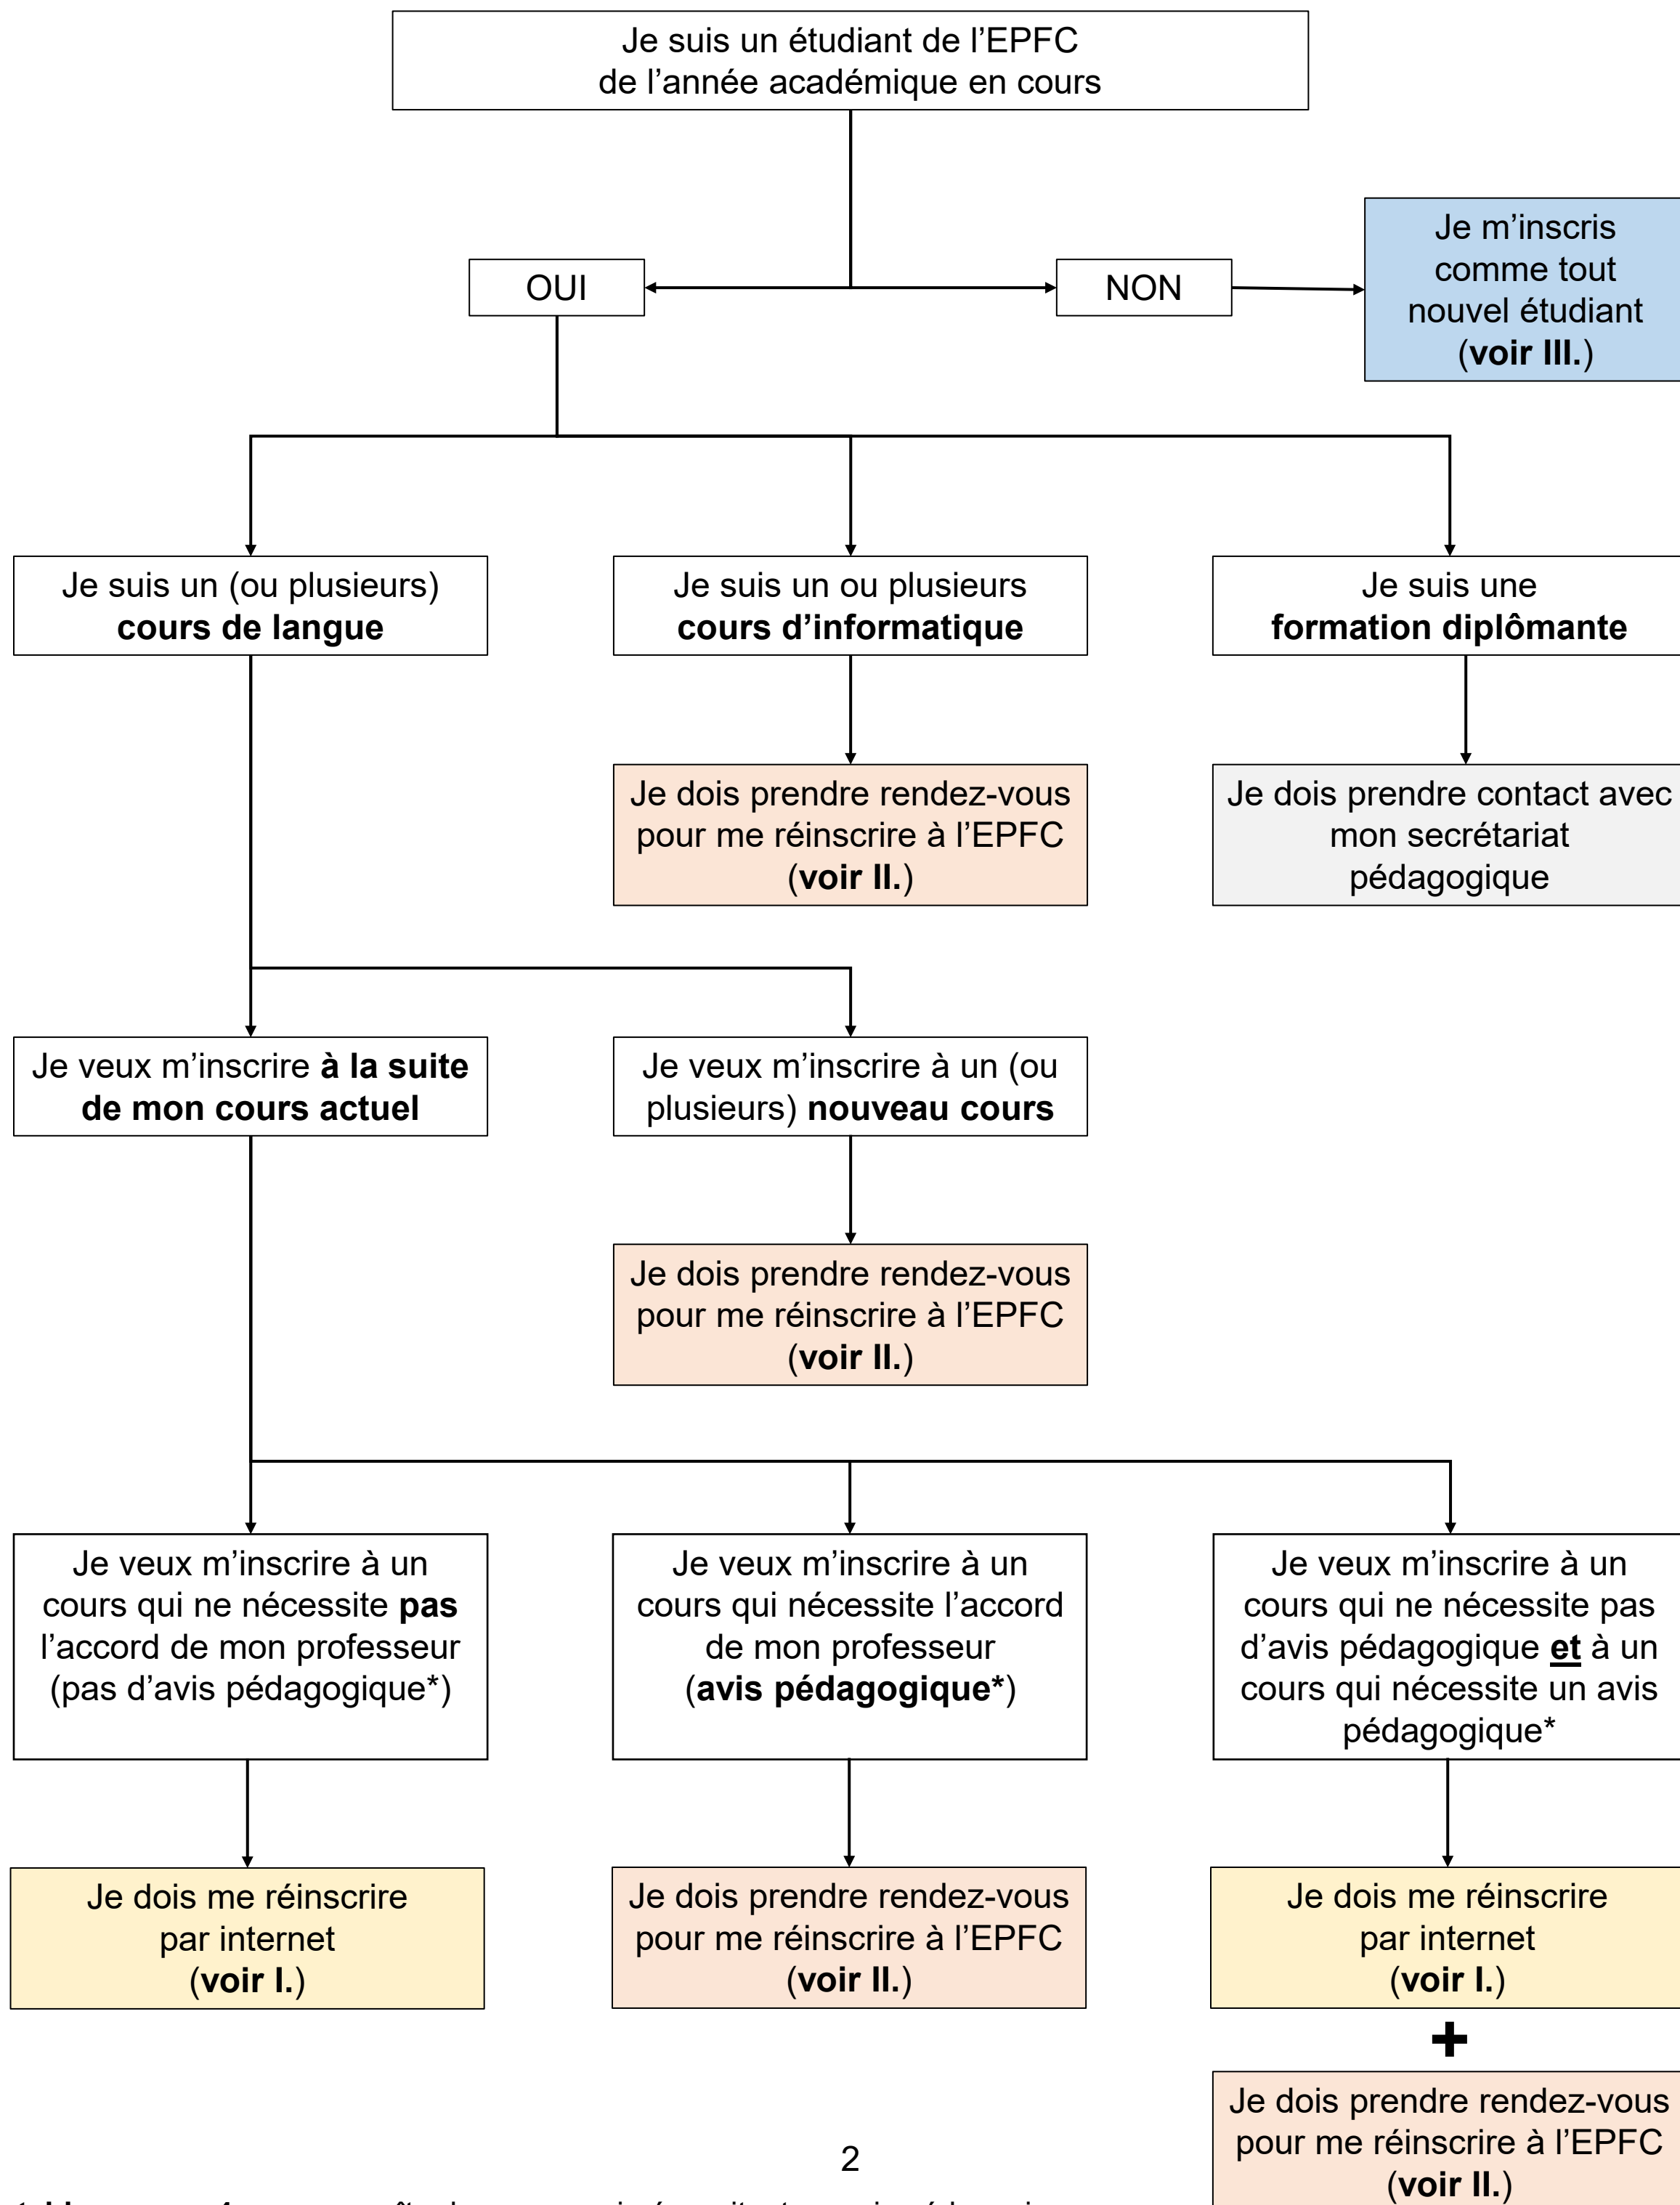 Je suis un étudiant de l’EPFC
de l’année académique en cours
OUI
NON
Je m’inscris
comme tout
nouvel étudiant
(voir III.)
Je suis un (ou plusieurs)
cours de langue
Je suis un ou plusieurs
cours d’informatique
Je suis une
formation diplômante
Je dois prendre rendez-vous
pour me réinscrire à l’EPFC
(voir II.)
Je dois prendre contact avec
mon secrétariat
pédagogique
Je veux m’inscrire à la suite
de mon cours actuel
Je veux m’inscrire à un (ou
plusieurs) nouveau cours
Je dois prendre rendez-vous
pour me réinscrire à l’EPFC
(voir II.)
Je veux m’inscrire à un
cours qui ne nécessite pas
l’accord de mon professeur
(pas d’avis pédagogique*)
Je veux m’inscrire à un
cours qui nécessite l’accord
de mon professeur
(avis pédagogique*)
Je veux m’inscrire à un
cours qui ne nécessite pas
d’avis pédagogique et à un
cours qui nécessite un avis
pédagogique*
Je dois me réinscrire
par internet
(voir I.)
Je dois prendre rendez-vous
pour me réinscrire à l’EPFC
(voir II.)
Je dois me réinscrire
par internet
(voir I.)
+
Je dois prendre rendez-vous
pour me réinscrire à l’EPFC
(voir II.)
2